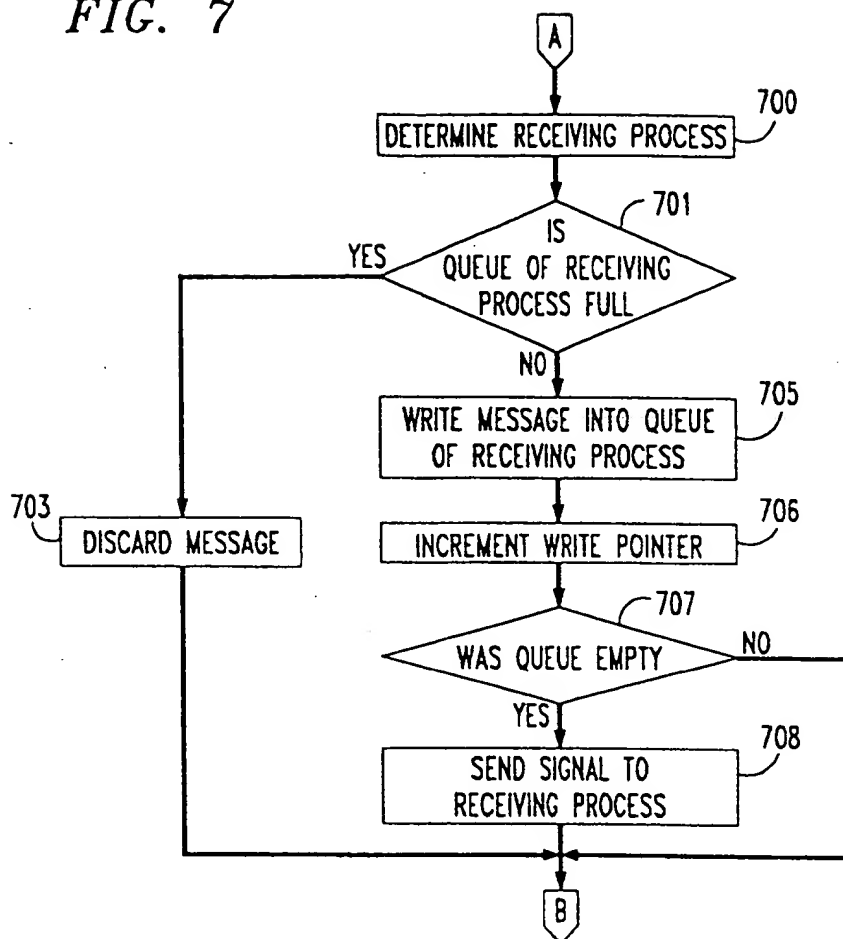 FIG. 7
A
DETERMINE RECEIVING PROCESS
700
701
IS
QUEUE OF RECEIVING
PROCESS FULL
YES
NO
705
WRITE MESSAGE INTO QUEUE
OF RECEIVING PROCESS
703
DISCARD MESSAGE
706
INCREMENT WRITE POINTER
707
WAS QUEUE EMPTY
NO
YES
708
SEND SIGNAL TO
RECEIVING PROCESS
B